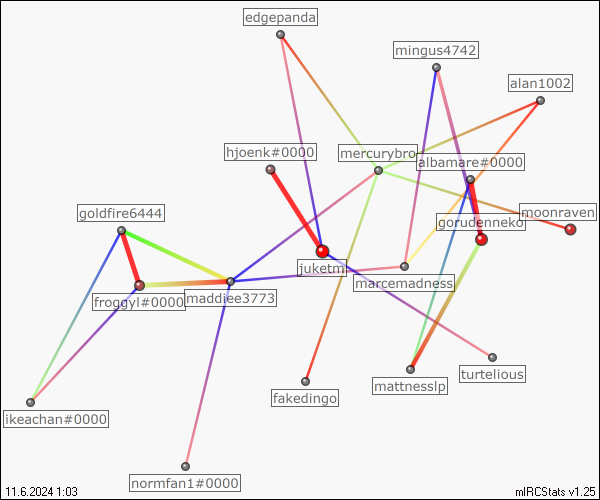 edgepanda
mingus4742
alan1002
hjoenk#0000
mercurybro
albamare#0000
goldfire6444
gorudenneko
moonraven
juketm
marcemadness
froggyl#0000
maddiee3773
turtelious
mattnesslp
fakedingo
ikeachan#0000
normfan1#0000
11.6.2024 1:03
mIRCStats v1.25